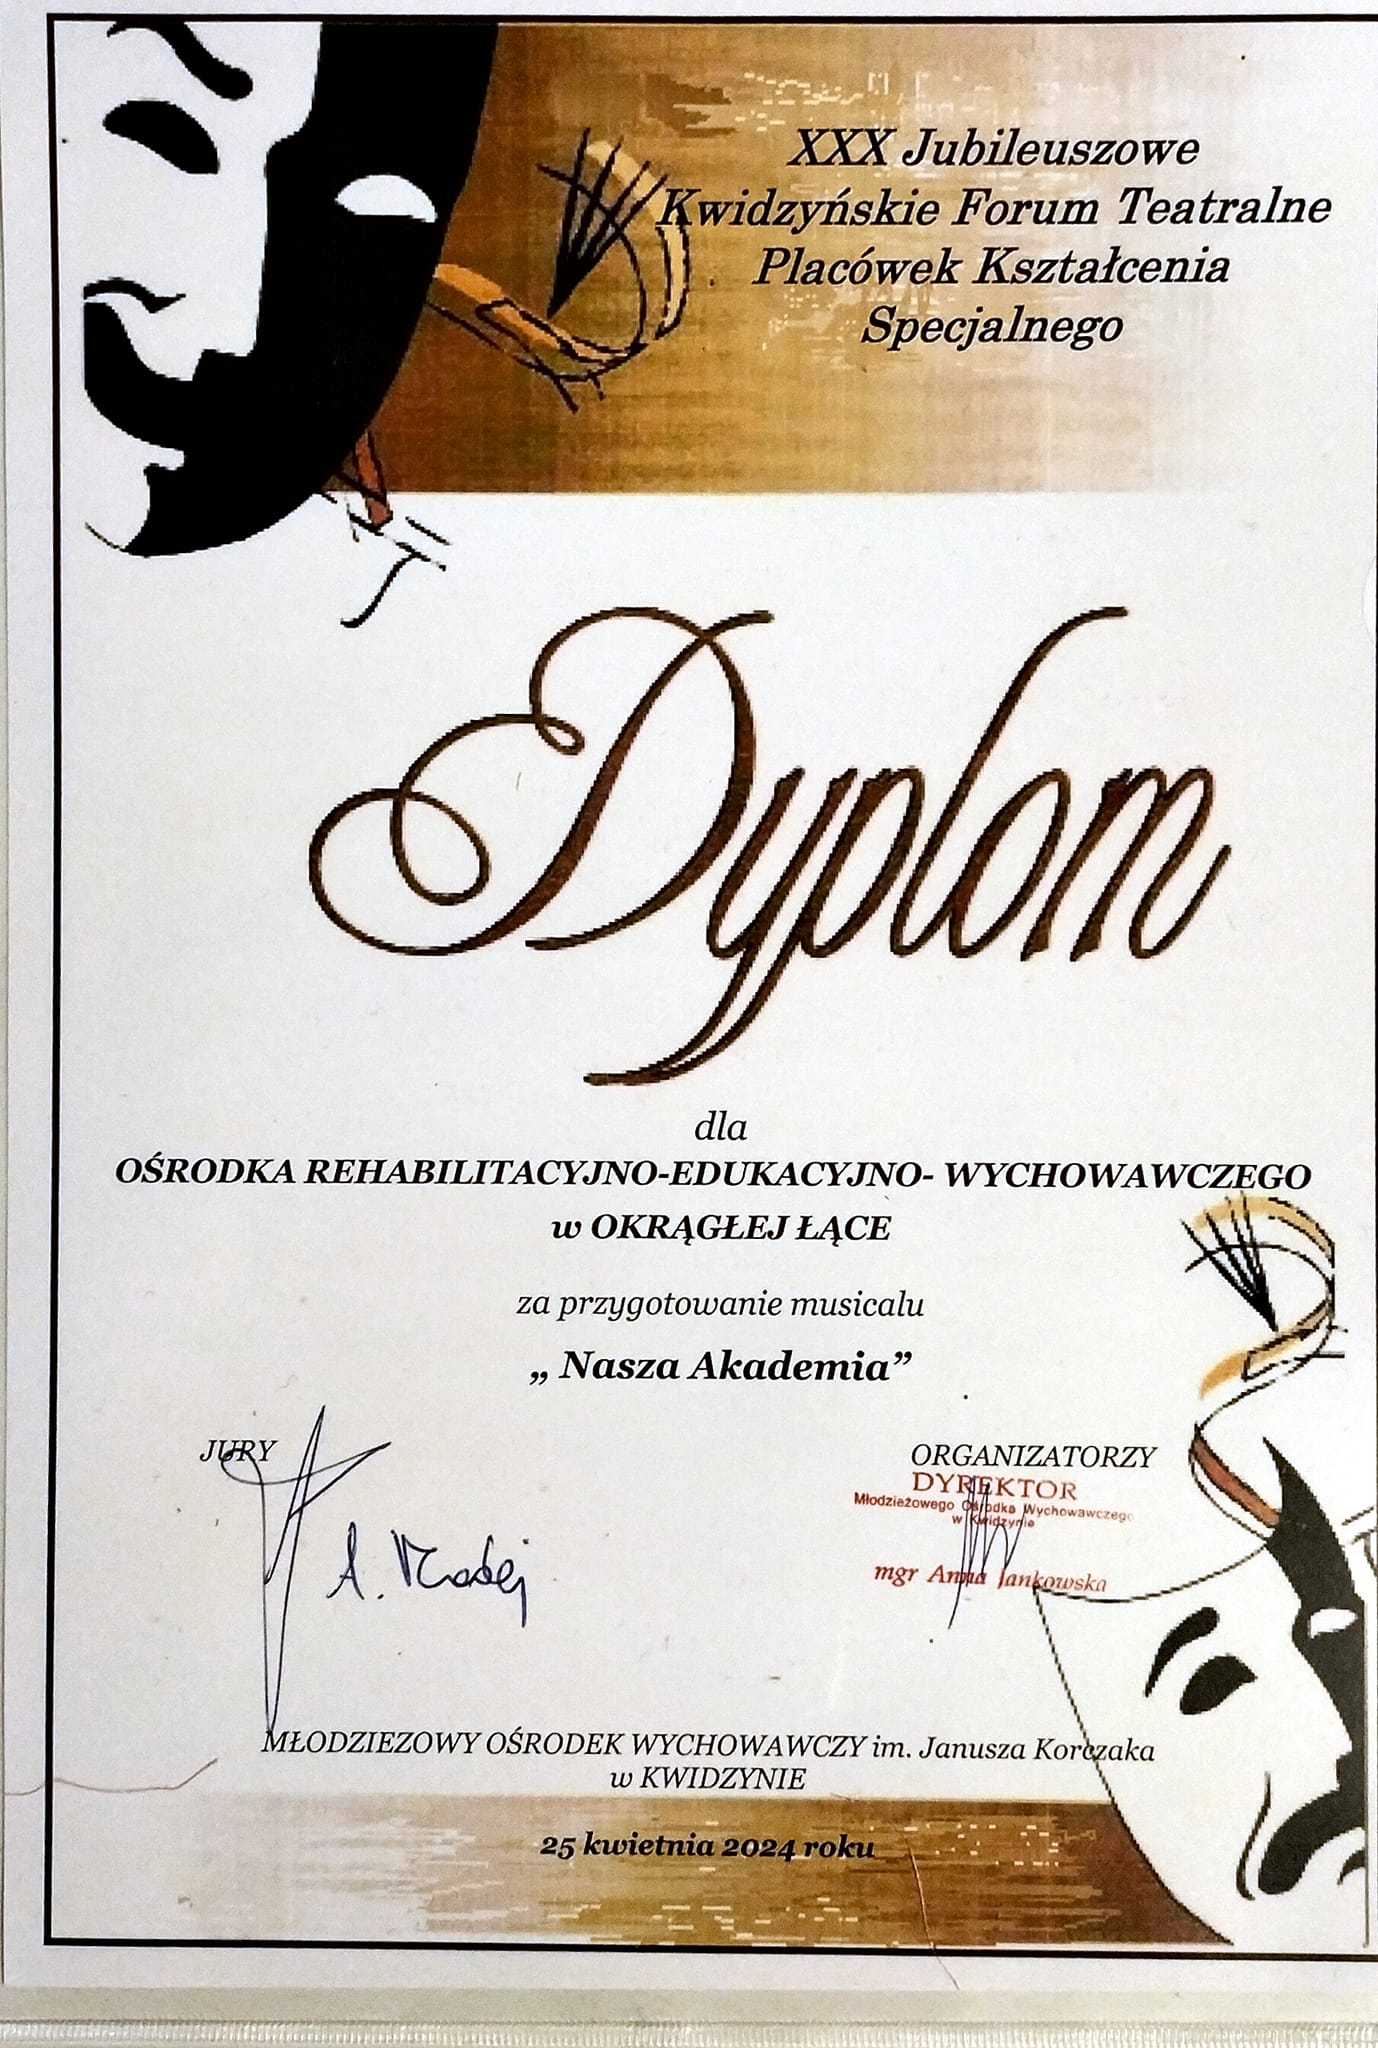 XXX Jubileuszowe
Kwidzyńskie Forum Teatralne
Placówek Kształcenia
Specjalnego
Dyplom
dla
OŚRODKA REHABILITACYJNO-EDUKACYJNO- WYCHOWAWCZEGO
w OKRĄGŁEJ ŁĄCE
za przygotowanie musicalu
„ Nasza Akademia”
JURY
A.
ORGANIZATORZY
DYREKTOR
Młodzieżowego Ośrodka Wychowawczego
w Kwidzynie
mgr Anna Jankowska
MŁODZIEZOWY OŚRODEK WYCHOWAWCZY im. Janusza Korczaka
w KWIDZYNIE
25 kwietnia 2024 roku